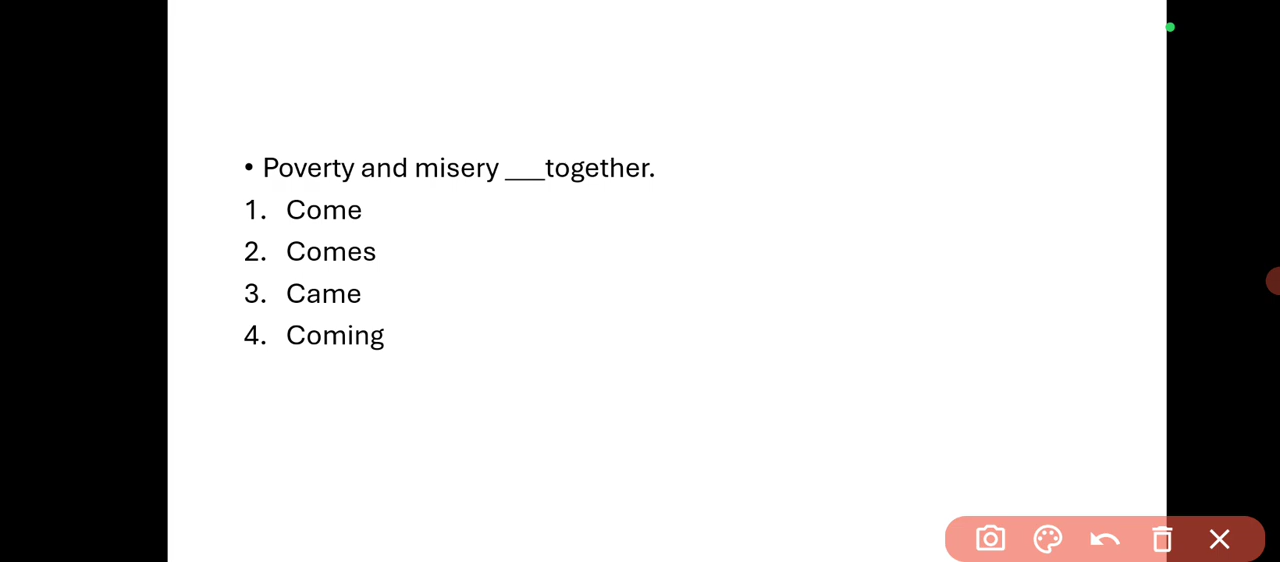 • Poverty and misery ___together.
1. Come
2. Comes
3. Came
4. Coming